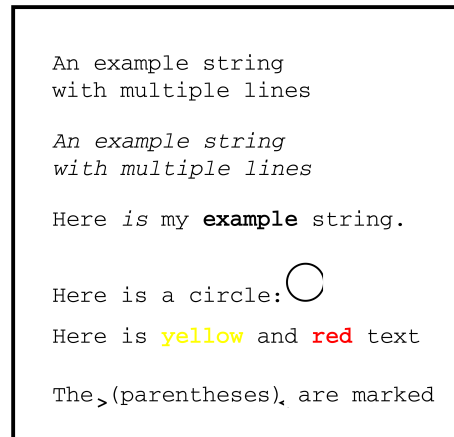 An example string
with multiple lines
An example string
with multiple lines
Here is my example string.
Here is a circle:
Here is yellow and red text
The˃(parentheses)˂ are marked